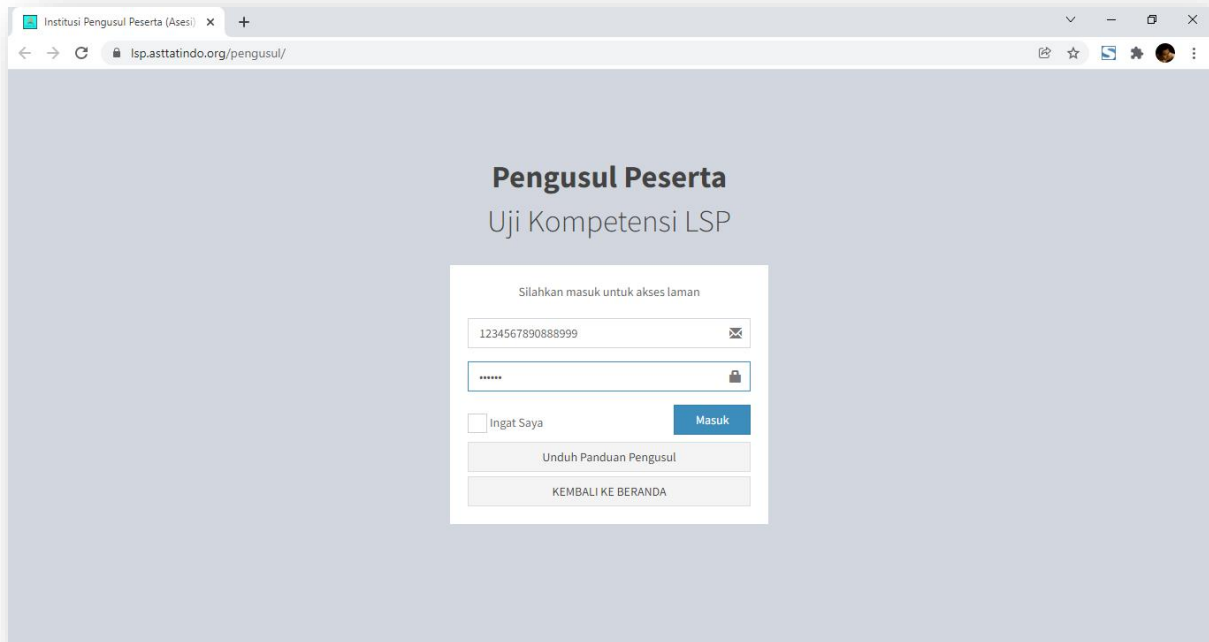 Institusi Pengusul Peserta (Asesi)
lsp.asttatindo.org/pengusul/
Pengusul Peserta
Uji Kompetensi LSP
Silahkan masuk untuk akses laman
1234567890888999
••••••
Ingat Saya
Masuk
Unduh Panduan Pengusul
KEMBALI KE BERANDA